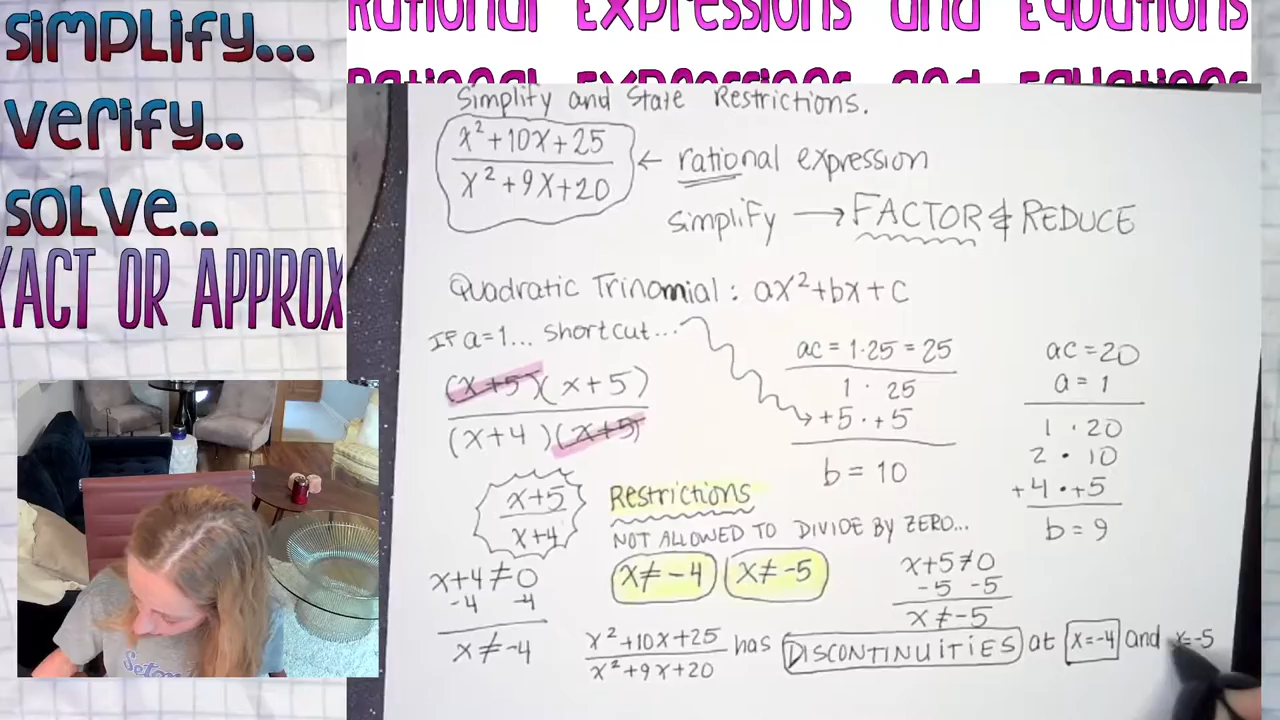 Rational Expressions and Equations
Rational Expressions and Equations
simplify...
verify..
solve..
XACT OR APPROX
Simplify and State Restrictions.
x²+10x+25
x²+9x+20
← rational expression
simplify → FACTOR & REDUCE
Quadratic Trinomial: ax²+bx+c
IF a=1... shortcut...
(x+5)(x+5)
(x+4)(x+5)
x+5
x+4
x+4≠0
-4 -4
x≠-4
ac = 1·25 = 25
1 · 25
+5 · +5
b = 10
ac = 20
a = 1
1 · 20
2 · 10
+4 · +5
b = 9
Restrictions
NOT ALLOWED TO DIVIDE BY ZERO...
x≠-4 x≠-5
x+5≠0
-5 -5
x≠-5
x²+10x+25
x²+9x+20
has DISCONTINUITIES at x=-4 and x=-5